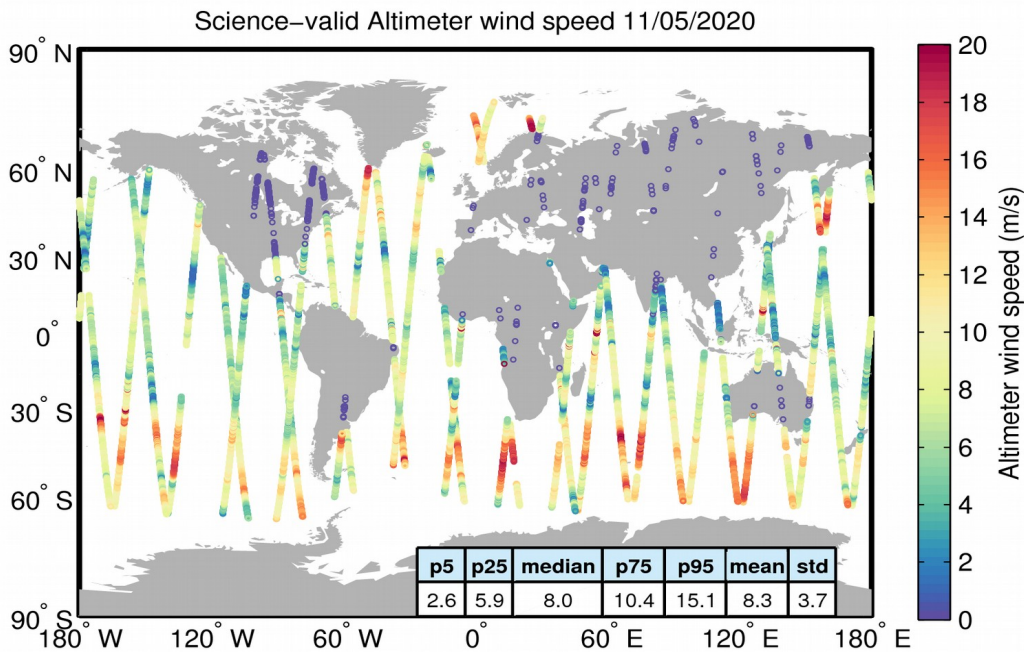 Science−valid Altimeter wind speed 11/05/2020
90° N
60° N
30° N
0°
30° S
60° S
90° S
180° W
120° W
60° W
0°
60° E
120° E
180° E
p5 p25 median p75 p95 mean std
2.6 5.9 8.0 10.4 15.1 8.3 3.7
20
18
16
14
12
10
8
6
4
2
0
Altimeter wind speed (m/s)